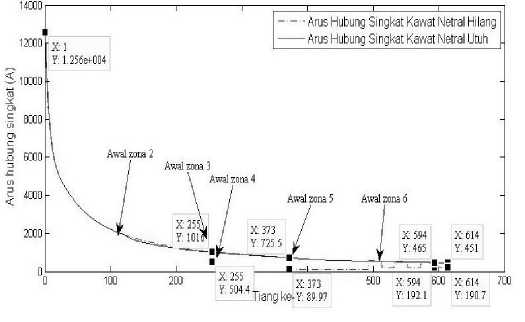 14000
12000
10000
8000
6000
4000
2000
0
Arus hubung singkat (A)
Arus Hubung Singkat Kawat Netral Hilang
Arus Hubung Singkat Kawat Netral Utuh
X: 1
Y: 1.256e+004
Awal zona 2
Awal zona 3
Awal zona 4
Awal zona 5
Awal zona 6
X: 255
Y: 1016
X: 373
Y: 725.5
X: 594
Y: 465
X: 614
Y: 451
X: 255
Y: 504.4
X: 373
Y: 89.97
X: 594
Y: 192.1
X: 614
Y: 190.7
0
100
200
300
400
500
600
700
Tiang ke-